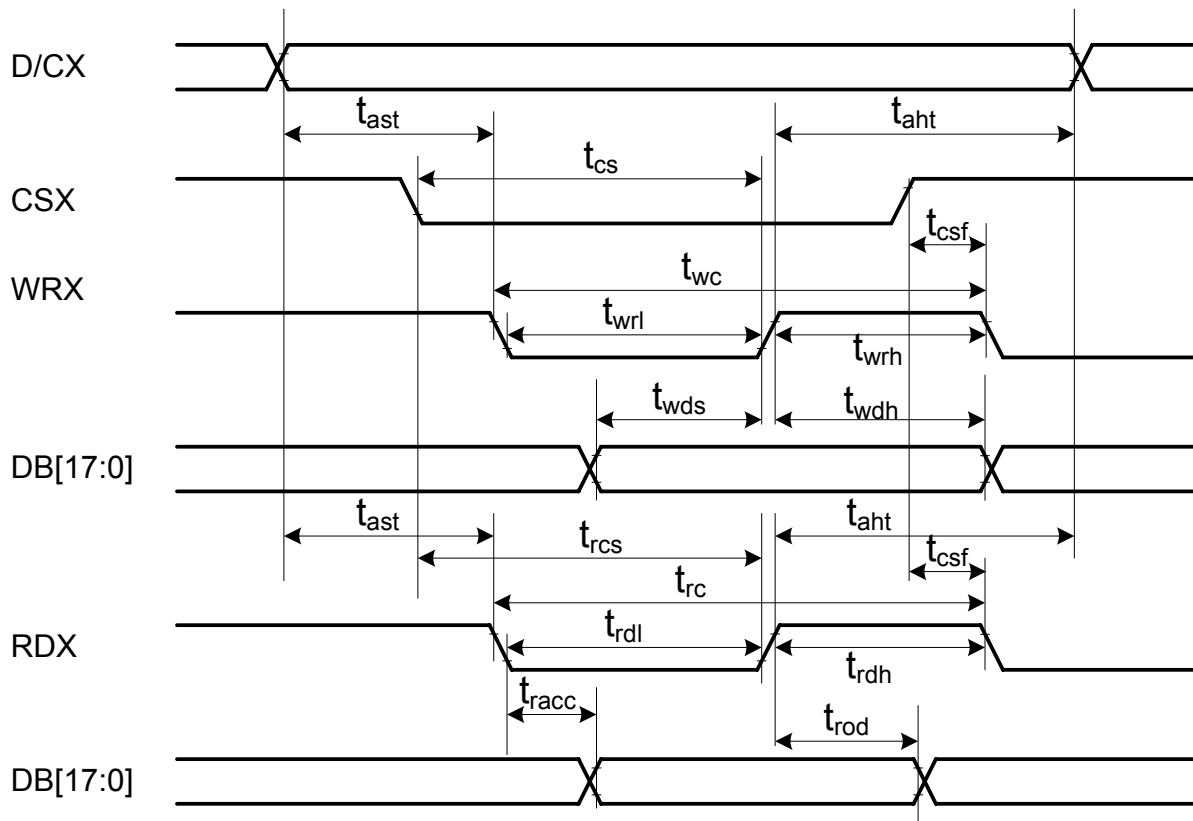 D/CX
t_ast
t_aht
t_cs
CSX
t_csf
WRX
t_wc
t_wrl
t_wrh
t_wds
t_wdh
DB[17:0]
t_ast
t_aht
t_rcs
t_csf
t_rc
RDX
t_rdl
t_rdh
t_racc
t_rod
DB[17:0]